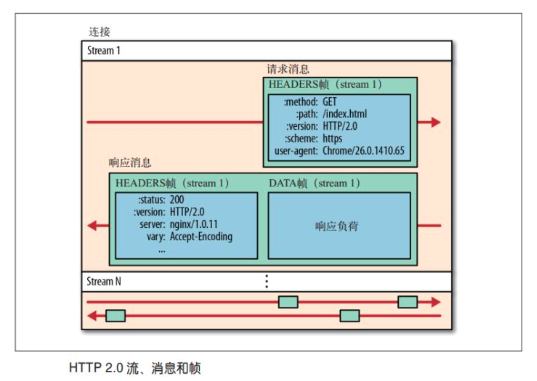 连接
Stream 1
请求消息
HEADERS帧（stream 1）
:method: GET
:path: /index.html
:version: HTTP/2.0
:scheme: https
user-agent: Chrome/26.0.1410.65
响应消息
HEADERS帧（stream 1）
:status: 200
:version: HTTP/2.0
server: nginx/1.0.11
vary: Accept-Encoding
...
DATA帧（stream 1）
响应负荷
Stream N
HTTP 2.0 流、消息和帧